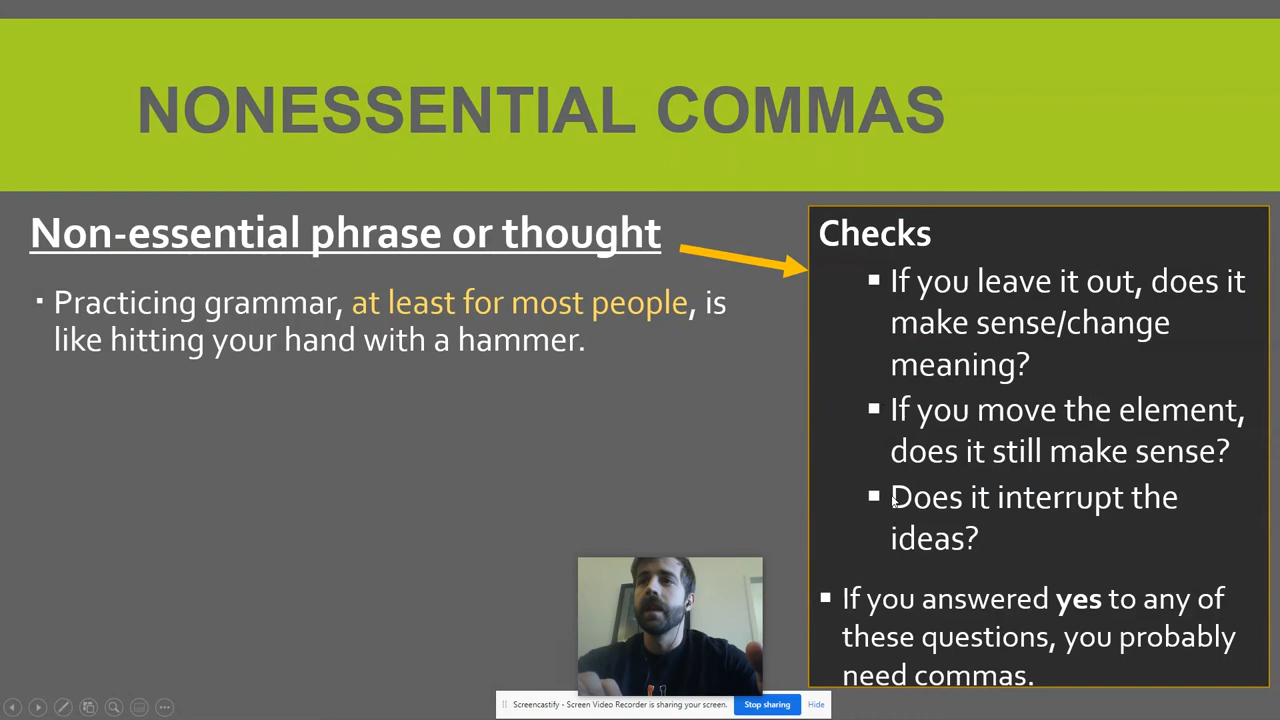 NONESSENTIAL COMMAS
Non-essential phrase or thought
▪ Practicing grammar, at least for most people, is
like hitting your hand with a hammer.
Checks
▪ If you leave it out, does it
make sense/change
meaning?
▪ If you move the element,
does it still make sense?
▪ Does it interrupt the
ideas?
▪ If you answered yes to any of
these questions, you probably
need commas.
Screencastify - Screen Video Recorder is sharing your screen.
Stop sharing
Hide